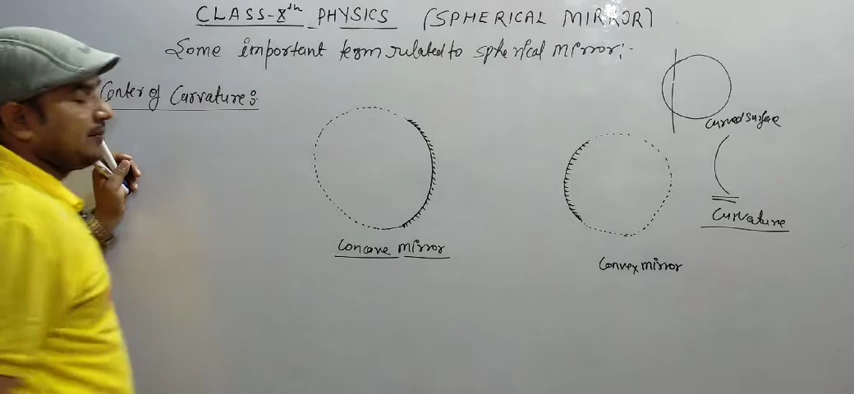 CLASS-8th PHYSICS (SPHERICAL MIRROR)
Some important term related to spherical mirror:-
Center of Curvature:
Curved surface
Curvature
Concave mirror
Convex mirror